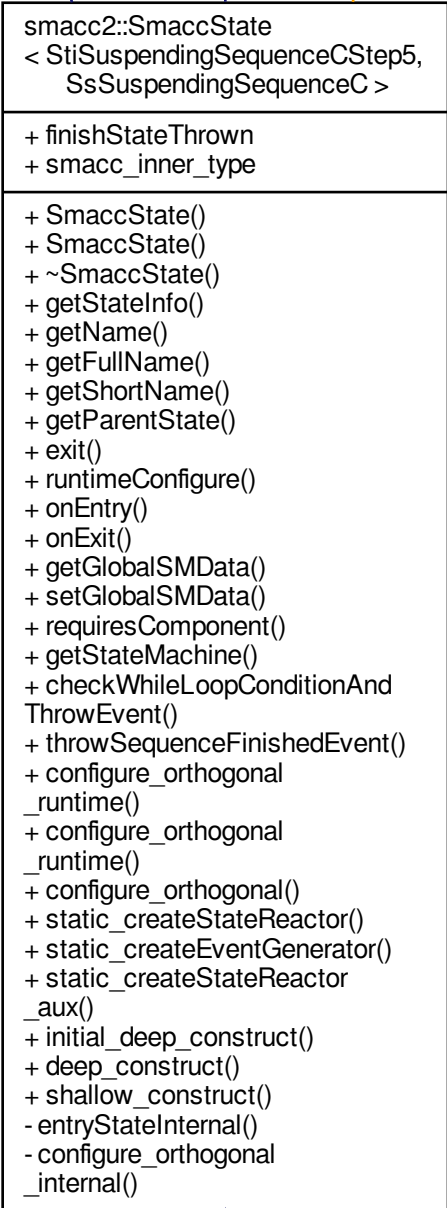 smacc2::SmaccState
< StiSuspendingSequenceCStep5,
SsSuspendingSequenceC >
+ finishStateThrown
+ smacc_inner_type
+ SmaccState()
+ SmaccState()
+ ~SmaccState()
+ getStateInfo()
+ getName()
+ getFullName()
+ getShortName()
+ getParentState()
+ exit()
+ runtimeConfigure()
+ onEntry()
+ onExit()
+ getGlobalSMData()
+ setGlobalSMData()
+ requiresComponent()
+ getStateMachine()
+ checkWhileLoopConditionAnd
ThrowEvent()
+ throwSequenceFinishedEvent()
+ configure_orthogonal
_runtime()
+ configure_orthogonal
_runtime()
+ configure_orthogonal()
+ static_createStateReactor()
+ static_createEventGenerator()
+ static_createStateReactor
_aux()
+ initial_deep_construct()
+ deep_construct()
+ shallow_construct()
- entryStateInternal()
- configure_orthogonal
_internal()